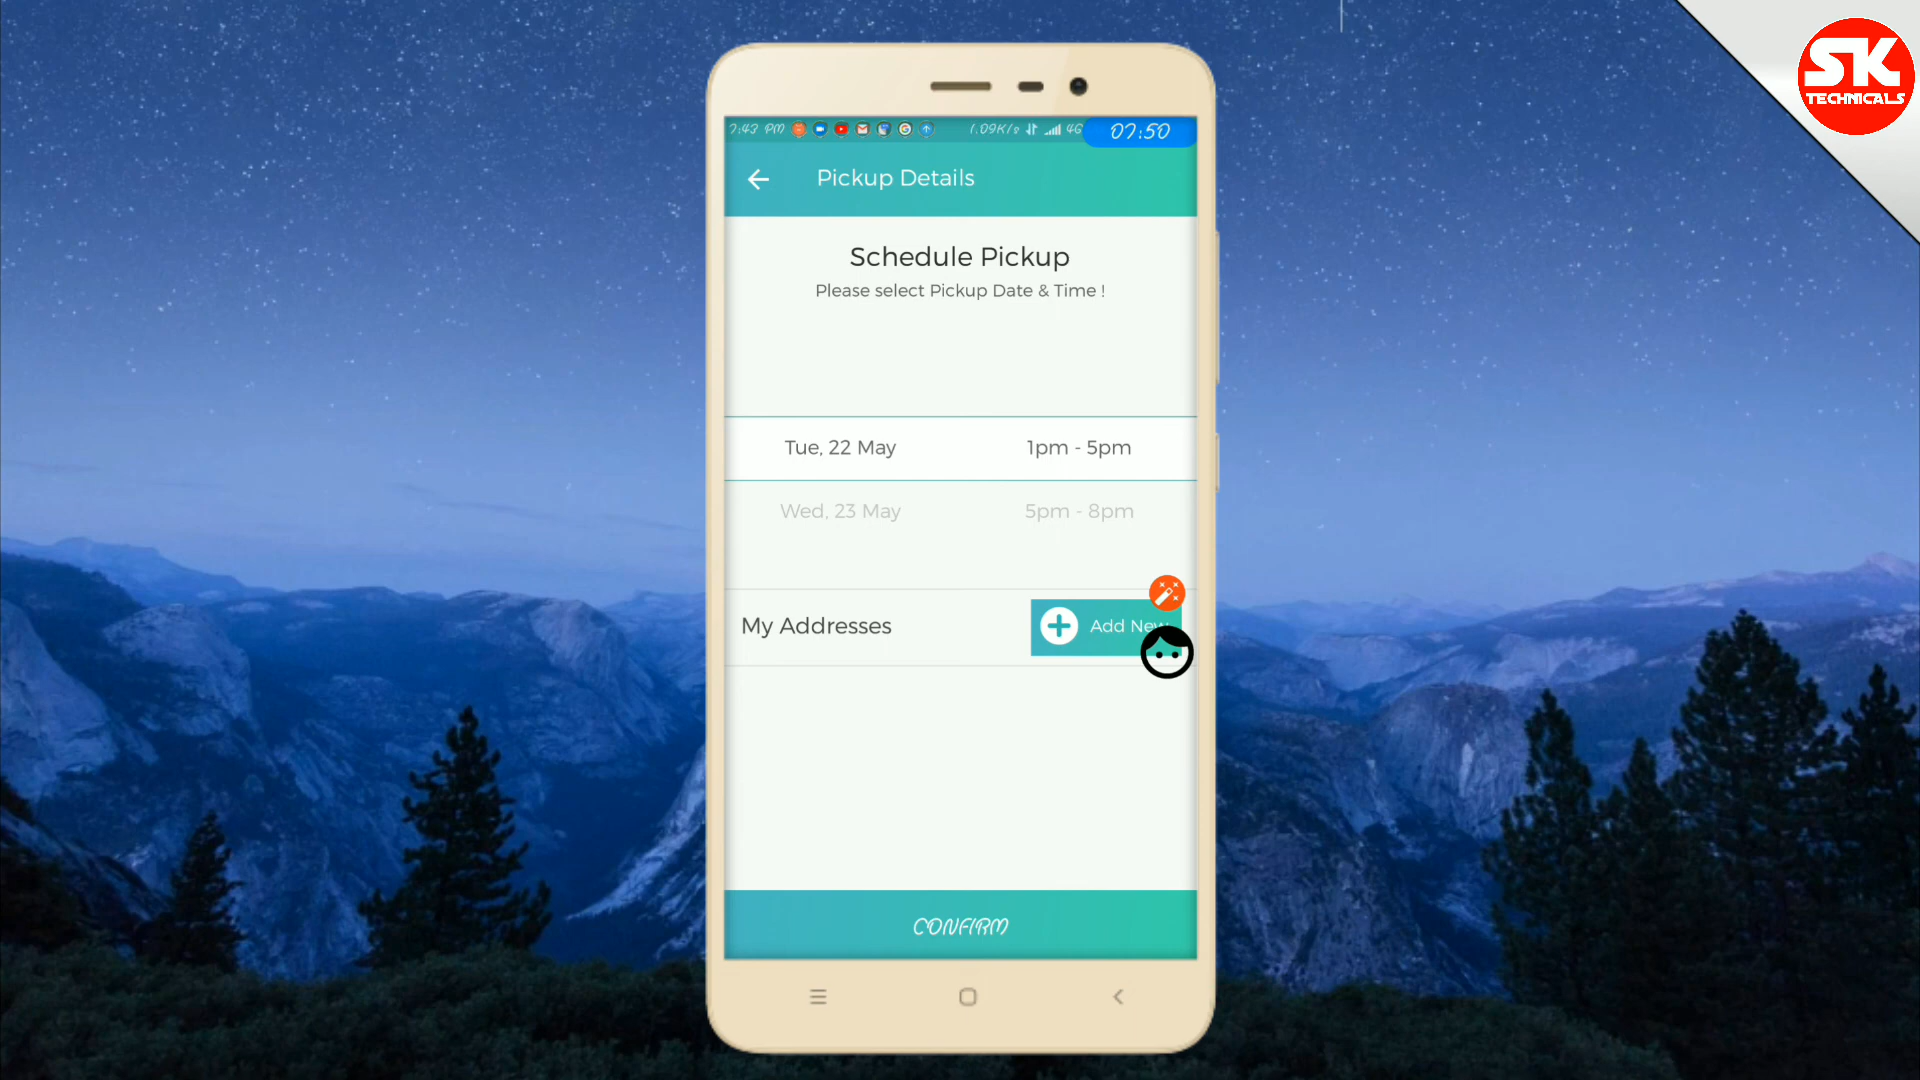 SK
TECHNICALS
7:43 PM 1.09K/s 4G 07:50
Pickup Details
Schedule Pickup
Please select Pickup Date & Time !
Tue, 22 May 1pm - 5pm
Wed, 23 May 5pm - 8pm
My Addresses Add New
CONFIRM